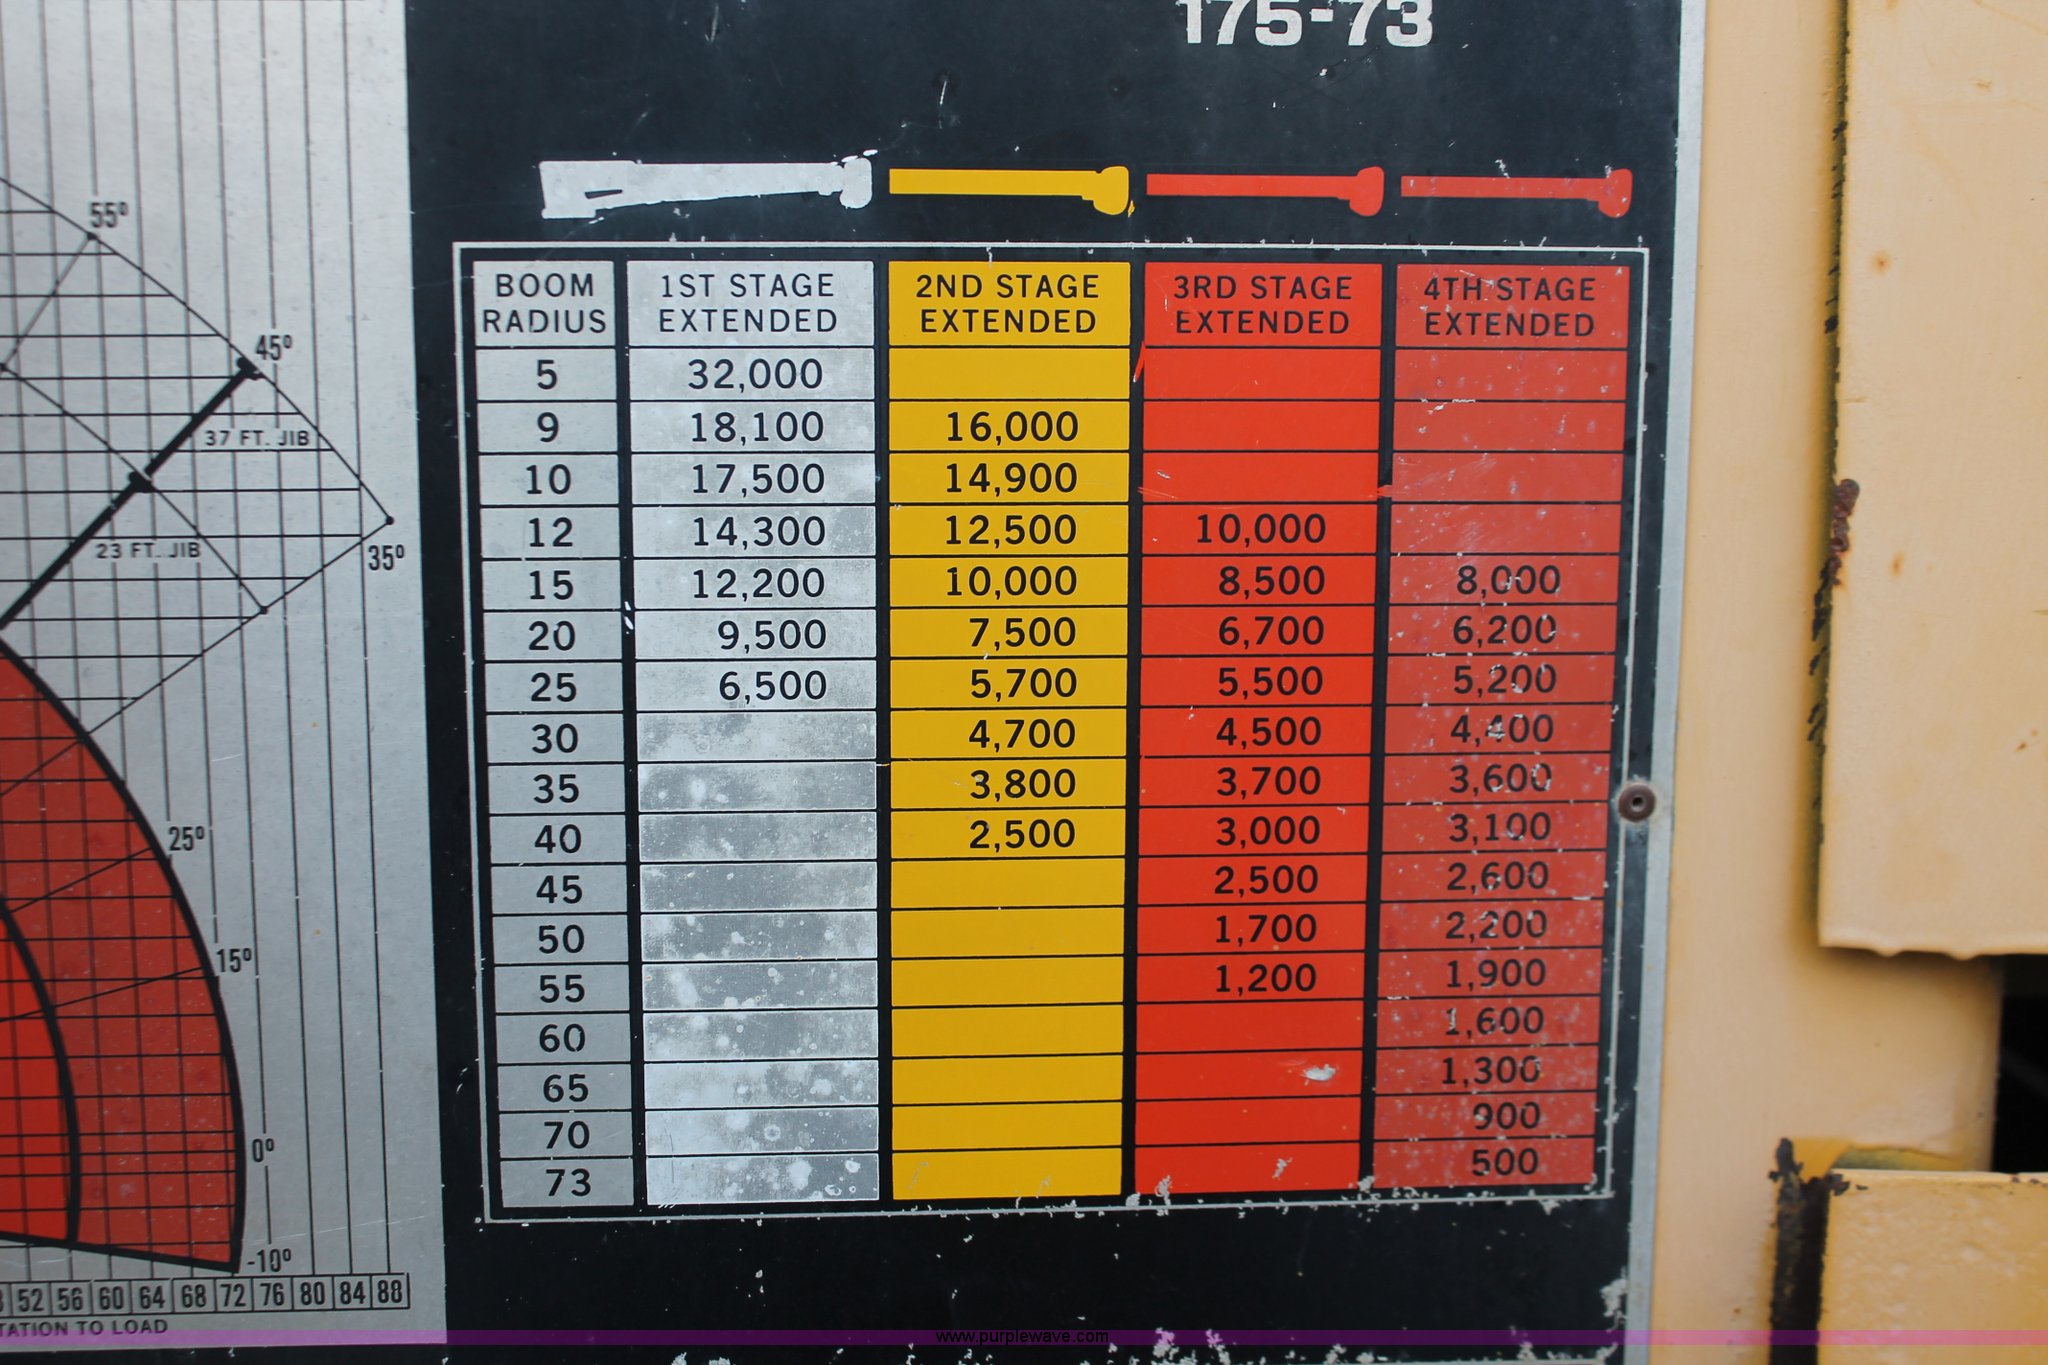 175-73
55°
45°
37 FT. JIB
23 FT. JIB
35°
25°
15°
0°
-10°
52 56 60 64 68 72 76 80 84 88
TATION TO LOAD
BOOM RADIUS 1ST STAGE EXTENDED 2ND STAGE EXTENDED 3RD STAGE EXTENDED 4TH STAGE EXTENDED
5 32,000
9 18,100 16,000
10 17,500 14,900
12 14,300 12,500 10,000
15 12,200 10,000 8,500 8,000
20 9,500 7,500 6,700 6,200
25 6,500 5,700 5,500 5,200
30 4,700 4,500 4,400
35 3,800 3,700 3,600
40 2,500 3,000 3,100
45 2,500 2,600
50 1,700 2,200
55 1,200 1,900
60 1,600
65 1,300
70 900
73 500
www.purplewave.com